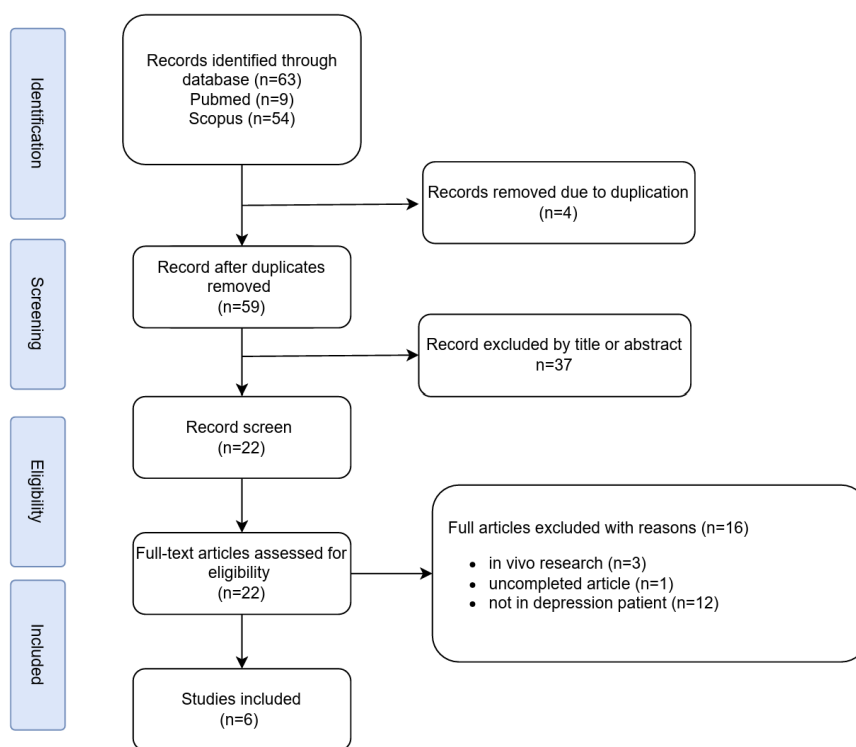 Identification
Records identified through
database (n=63)
Pubmed (n=9)
Scopus (n=54)
Records removed due to duplication
(n=4)
Screening
Record after duplicates
removed
(n=59)
Record excluded by title or abstract
n=37
Record screen
(n=22)
Eligibility
Full-text articles assessed for
eligibility
(n=22)
Full articles excluded with reasons (n=16)
in vivo research (n=3)
uncompleted article (n=1)
not in depression patient (n=12)
Included
Studies included
(n=6)